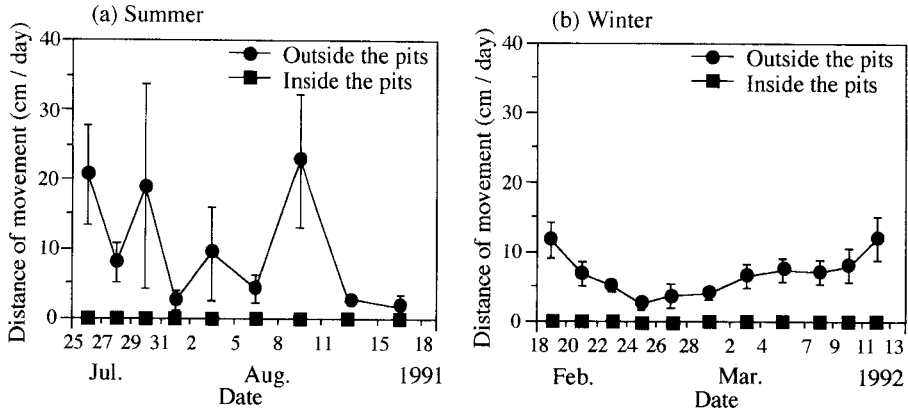 (a) Summer
40
30
20
10
0
Distance of movement (cm / day)
Outside the pits
Inside the pits
25 27 29 31 2 5 6 8 11 15 16 18
Jul. Aug. 1991
Date
(b) Winter
40
30
20
10
0
Distance of movement (cm / day)
Outside the pits
Inside the pits
18 20 22 24 26 28 2 4 7 9 11 13
Feb. Mar. 1992
Date